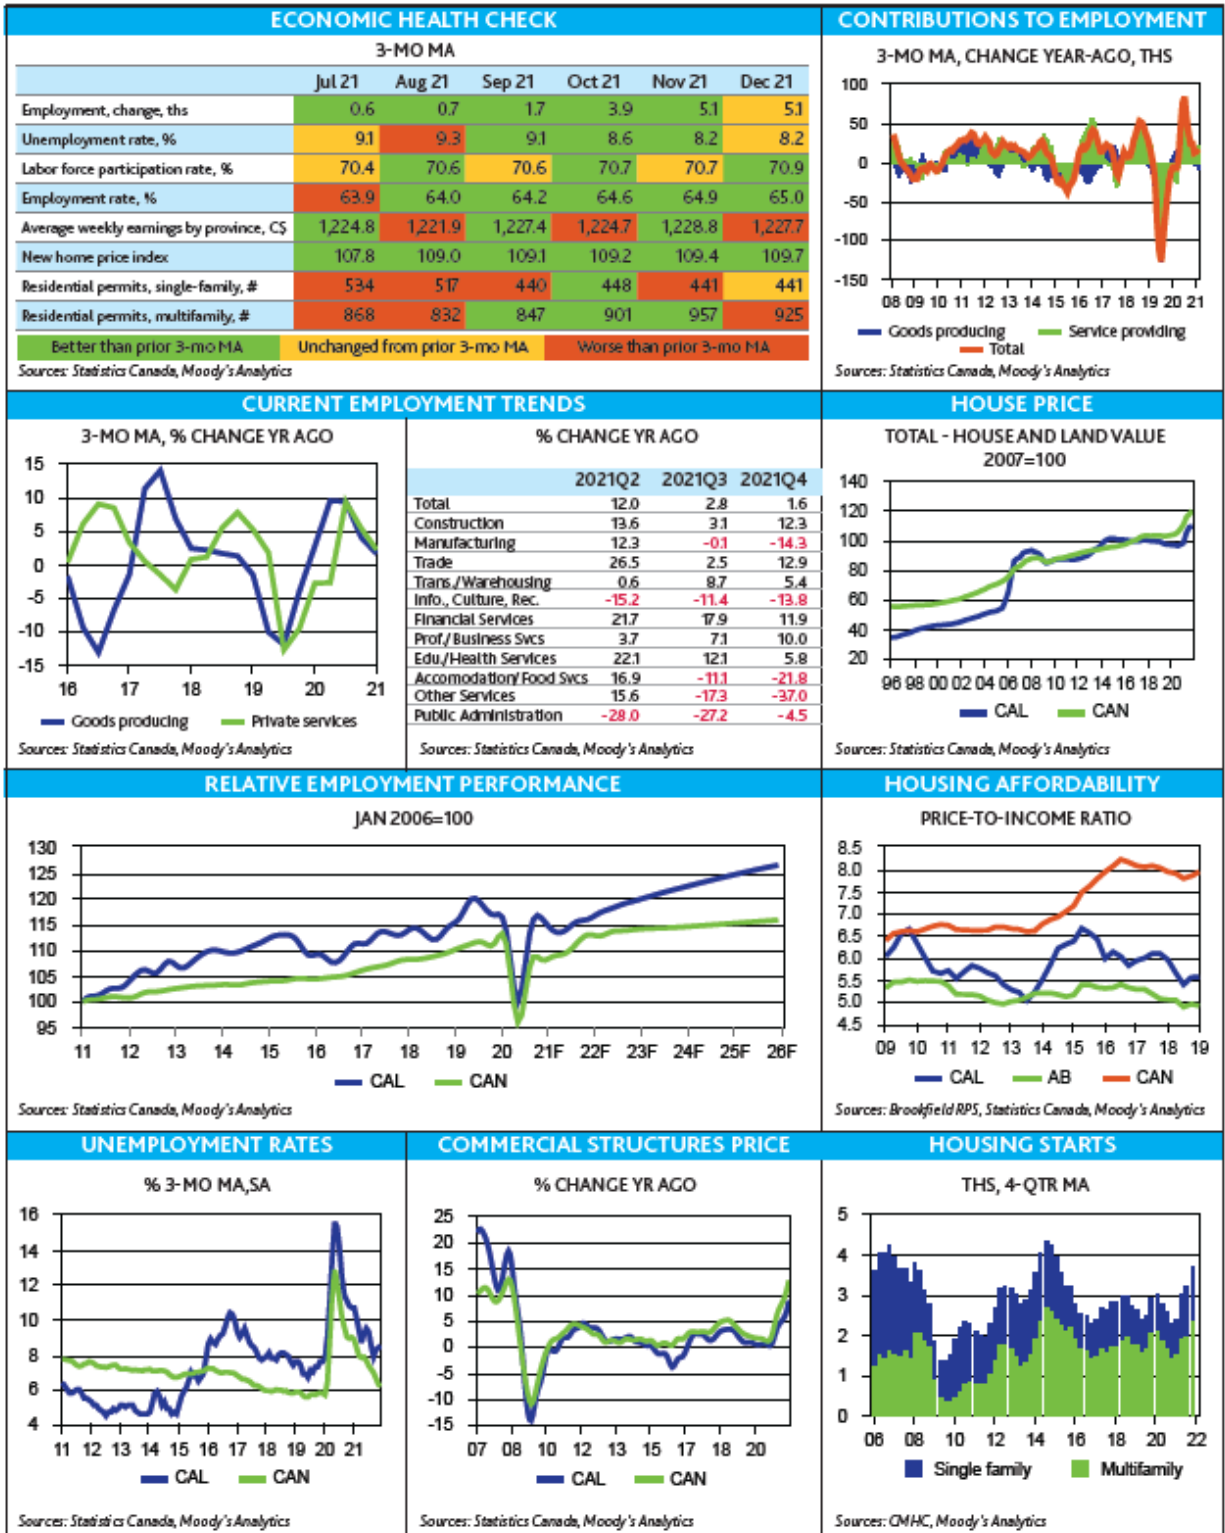 ECONOMIC HEALTH CHECK
3-MO MA
Jul 21 Aug 21 Sep 21 Oct 21 Nov 21 Dec 21
Employment, change, ths 0.6 0.7 1.7 3.9 5.1 5.1
Unemployment rate, % 9.1 9.3 9.1 8.6 8.2 8.2
Labor force participation rate, % 70.4 70.6 70.6 70.7 70.7 70.9
Employment rate, % 63.9 64.0 64.2 64.6 64.9 65.0
Average weekly earnings by province, C$ 1,224.8 1,221.9 1,227.4 1,224.7 1,228.8 1,227.7
New home price index 107.8 109.0 109.1 109.2 109.4 109.7
Residential permits, single-family, # 534 517 440 448 441 441
Residential permits, multifamily, # 868 832 847 901 957 925
Better than prior 3-mo MA Unchanged from prior 3-mo MA Worse than prior 3-mo MA
Sources: Statistics Canada, Moody's Analytics
CONTRIBUTIONS TO EMPLOYMENT
3-MO MA, CHANGE YEAR-AGO, THS
100
50
0
-50
-100
-150
08 09 10 11 12 13 14 15 16 17 18 19 20 21
Goods producing Service providing
Total
Sources: Statistics Canada, Moody's Analytics
CURRENT EMPLOYMENT TRENDS
3-MO MA, % CHANGE YR AGO
15
10
5
0
-5
-10
-15
16 17 18 19 20 21
Goods producing Private services
Sources: Statistics Canada, Moody's Analytics
% CHANGE YR AGO
2021Q2 2021Q3 2021Q4
Total 12.0 2.8 1.6
Construction 13.6 3.1 12.3
Manufacturing 12.3 -0.1 -14.3
Trade 26.5 2.5 12.9
Trans./Warehousing 0.6 8.7 5.4
Info., Culture, Rec. -15.2 -11.4 -13.8
Financial Services 21.7 17.9 11.9
Prof./Business Svcs 3.7 7.1 10.0
Edu./Health Services 22.1 12.1 5.8
Accomodation/Food Svcs 16.9 -11.1 -21.8
Other Services 15.6 -17.3 -37.0
Public Administration -28.0 -27.2 -4.5
Sources: Statistics Canada, Moody's Analytics
HOUSE PRICE
TOTAL - HOUSE AND LAND VALUE
2007=100
140
120
100
80
60
40
20
96 98 00 02 04 06 08 10 12 14 16 18 20
CAL CAN
Sources: Statistics Canada, Moody's Analytics
RELATIVE EMPLOYMENT PERFORMANCE
JAN 2006=100
130
125
120
115
110
105
100
95
11 12 13 14 15 16 17 18 19 20 21F 22F 23F 24F 25F 26F
CAL CAN
Sources: Statistics Canada, Moody's Analytics
HOUSING AFFORDABILITY
PRICE-TO-INCOME RATIO
8.5
8.0
7.5
7.0
6.5
6.0
5.5
5.0
4.5
09 10 11 12 13 14 15 16 17 18 19
CAL AB CAN
Sources: Brookfield RPS, Statistics Canada, Moody's Analytics
UNEMPLOYMENT RATES
% 3-MO MA,SA
16
14
12
10
8
6
4
11 12 13 14 15 16 17 18 19 20 21
CAL CAN
Sources: Statistics Canada, Moody's Analytics
COMMERCIAL STRUCTURES PRICE
% CHANGE YR AGO
25
20
15
10
5
0
-5
-10
-15
07 08 10 12 13 15 17 18 20
CAL CAN
Sources: Statistics Canada, Moody's Analytics
HOUSING STARTS
THS, 4-QTR MA
5
4
3
2
1
0
06 08 10 12 14 16 18 20 22
Single family Multifamily
Sources: CMHC, Moody's Analytics